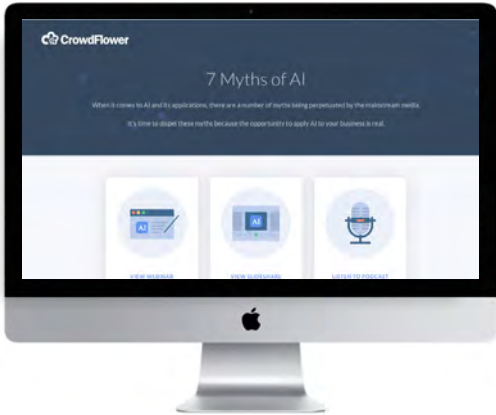 CrowdFlower
7 Myths of AI
When it comes to AI and its applications, there are a number of myths being perpetuated by the mainstream media.
It's time to dispel these myths because the opportunity to apply AI to your business is real.
AI AI
VIEW WEBINAR VIEW SLIDESHARE LISTEN TO PODCAST